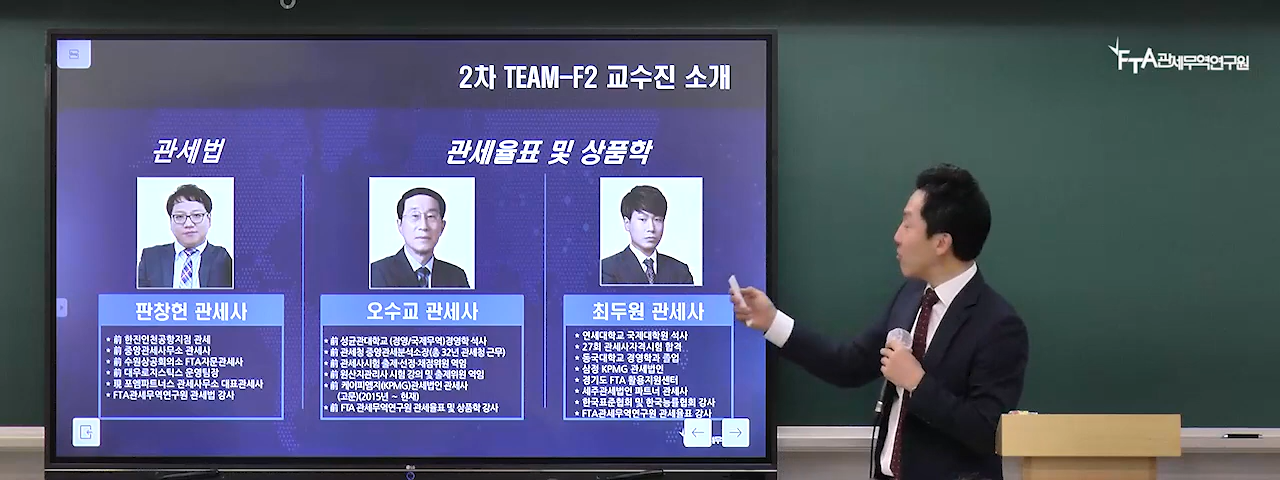 FTA관세무역연구원
2차 TEAM-F2 교수진 소개
관세법
관세율표 및 상품학
판창헌 관세사
* 前 한진인천공항지점 관세
* 前 중앙관세사무소 관세사
* 前 수원상공회의소 FTA자문관세사
* 前 대우로지스틱스 운영팀장
* 現 포엠파트너스 관세사무소 대표관세사
* FTA관세무역연구원 관세법 강사
오수교 관세사
* 前 성균관대학교 (경영/국제무역)경영학 석사
* 前 관세청 중앙관세분석소장(총 32년 관세청 근무)
* 前 관세사시험 출제·선정·채점위원 역임
* 前 원산지관리사 시험 강의 및 출제위원 역임
* 前 케이피엠지(KPMG)관세법인 관세사
(고문)(2015년 ~ 현재)
* 前 FTA 관세무역연구원 관세율표 및 상품학 강사
최두원 관세사
* 연세대학교 국제대학원 석사
* 27회 관세사자격시험 합격
* 동국대학교 경영학과 졸업
* 삼정 KPMG 관세법인
* 경기도 FTA 활용지원센터
* 세주관세법인 파트너 관세사
* 한국표준협회 및 한국능률협회 강사
* FTA관세무역연구원 관세율표 강사
LG